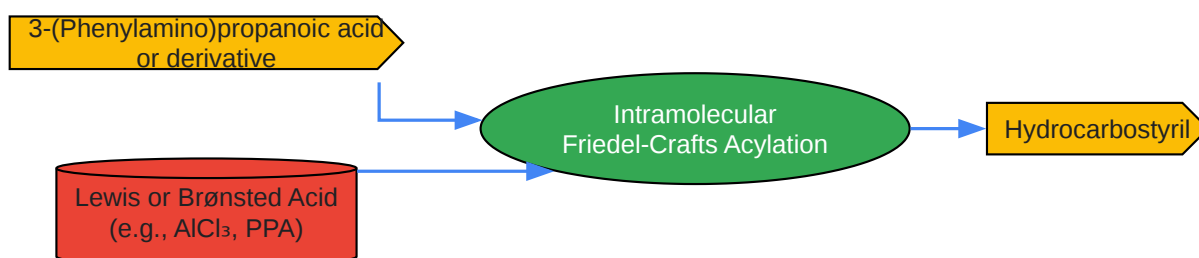 3-(Phenylamino)propanoic acid
or derivative
Intramolecular
Friedel-Crafts Acylation
Hydrocarbostyril
Lewis or Brønsted Acid
(e.g., AlCl₃, PPA)